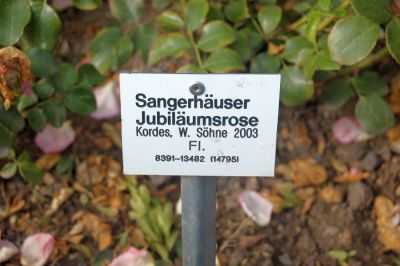 Sangerhäuser
Jubiläumsrose
Kordes, W. Söhne 2003
Fl.
8391-13482 (14795)